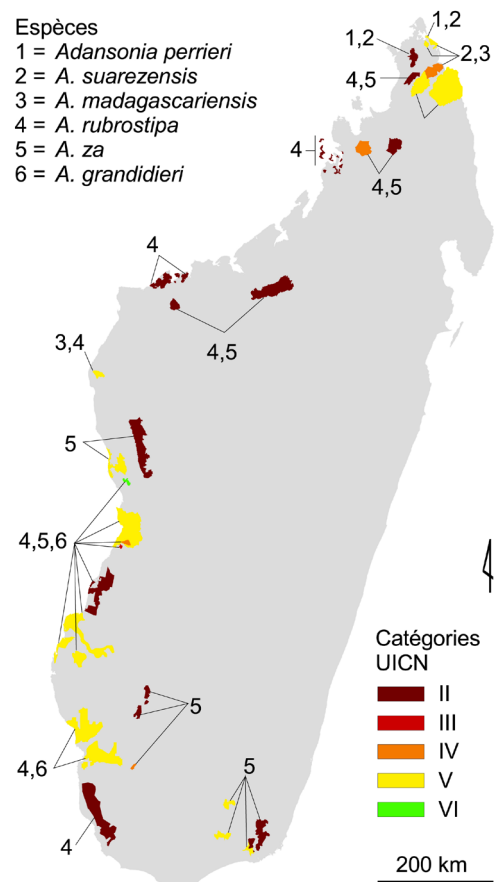 Espèces
1 = Adansonia perrieri
2 = A. suarezensis
3 = A. madagascariensis
4 = A. rubrostipa
5 = A. za
6 = A. grandidieri
1,2
1,2
2,3
4,5
4
4,5
4
4,5
3,4
5
4,5,6
5
4,6
5
4
Catégories
UICN
II
III
IV
V
VI
200 km